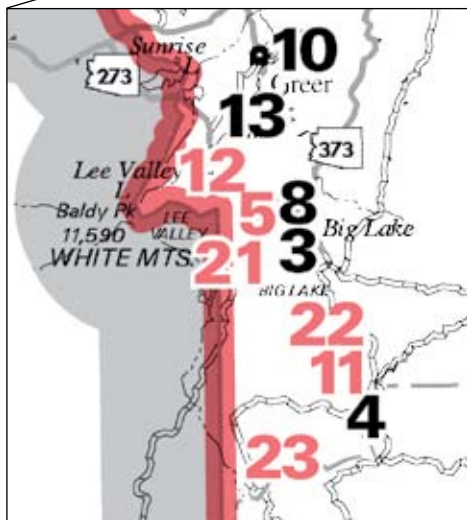 Sunrise
L
10
273
Greer
13
373
Lee Valley
L
12
8
Baldy Pk
11,590
LEE
VALLEY
5
Big Lake
WHITE MTS.
21
3
BIG LAKE
22
11
4
23